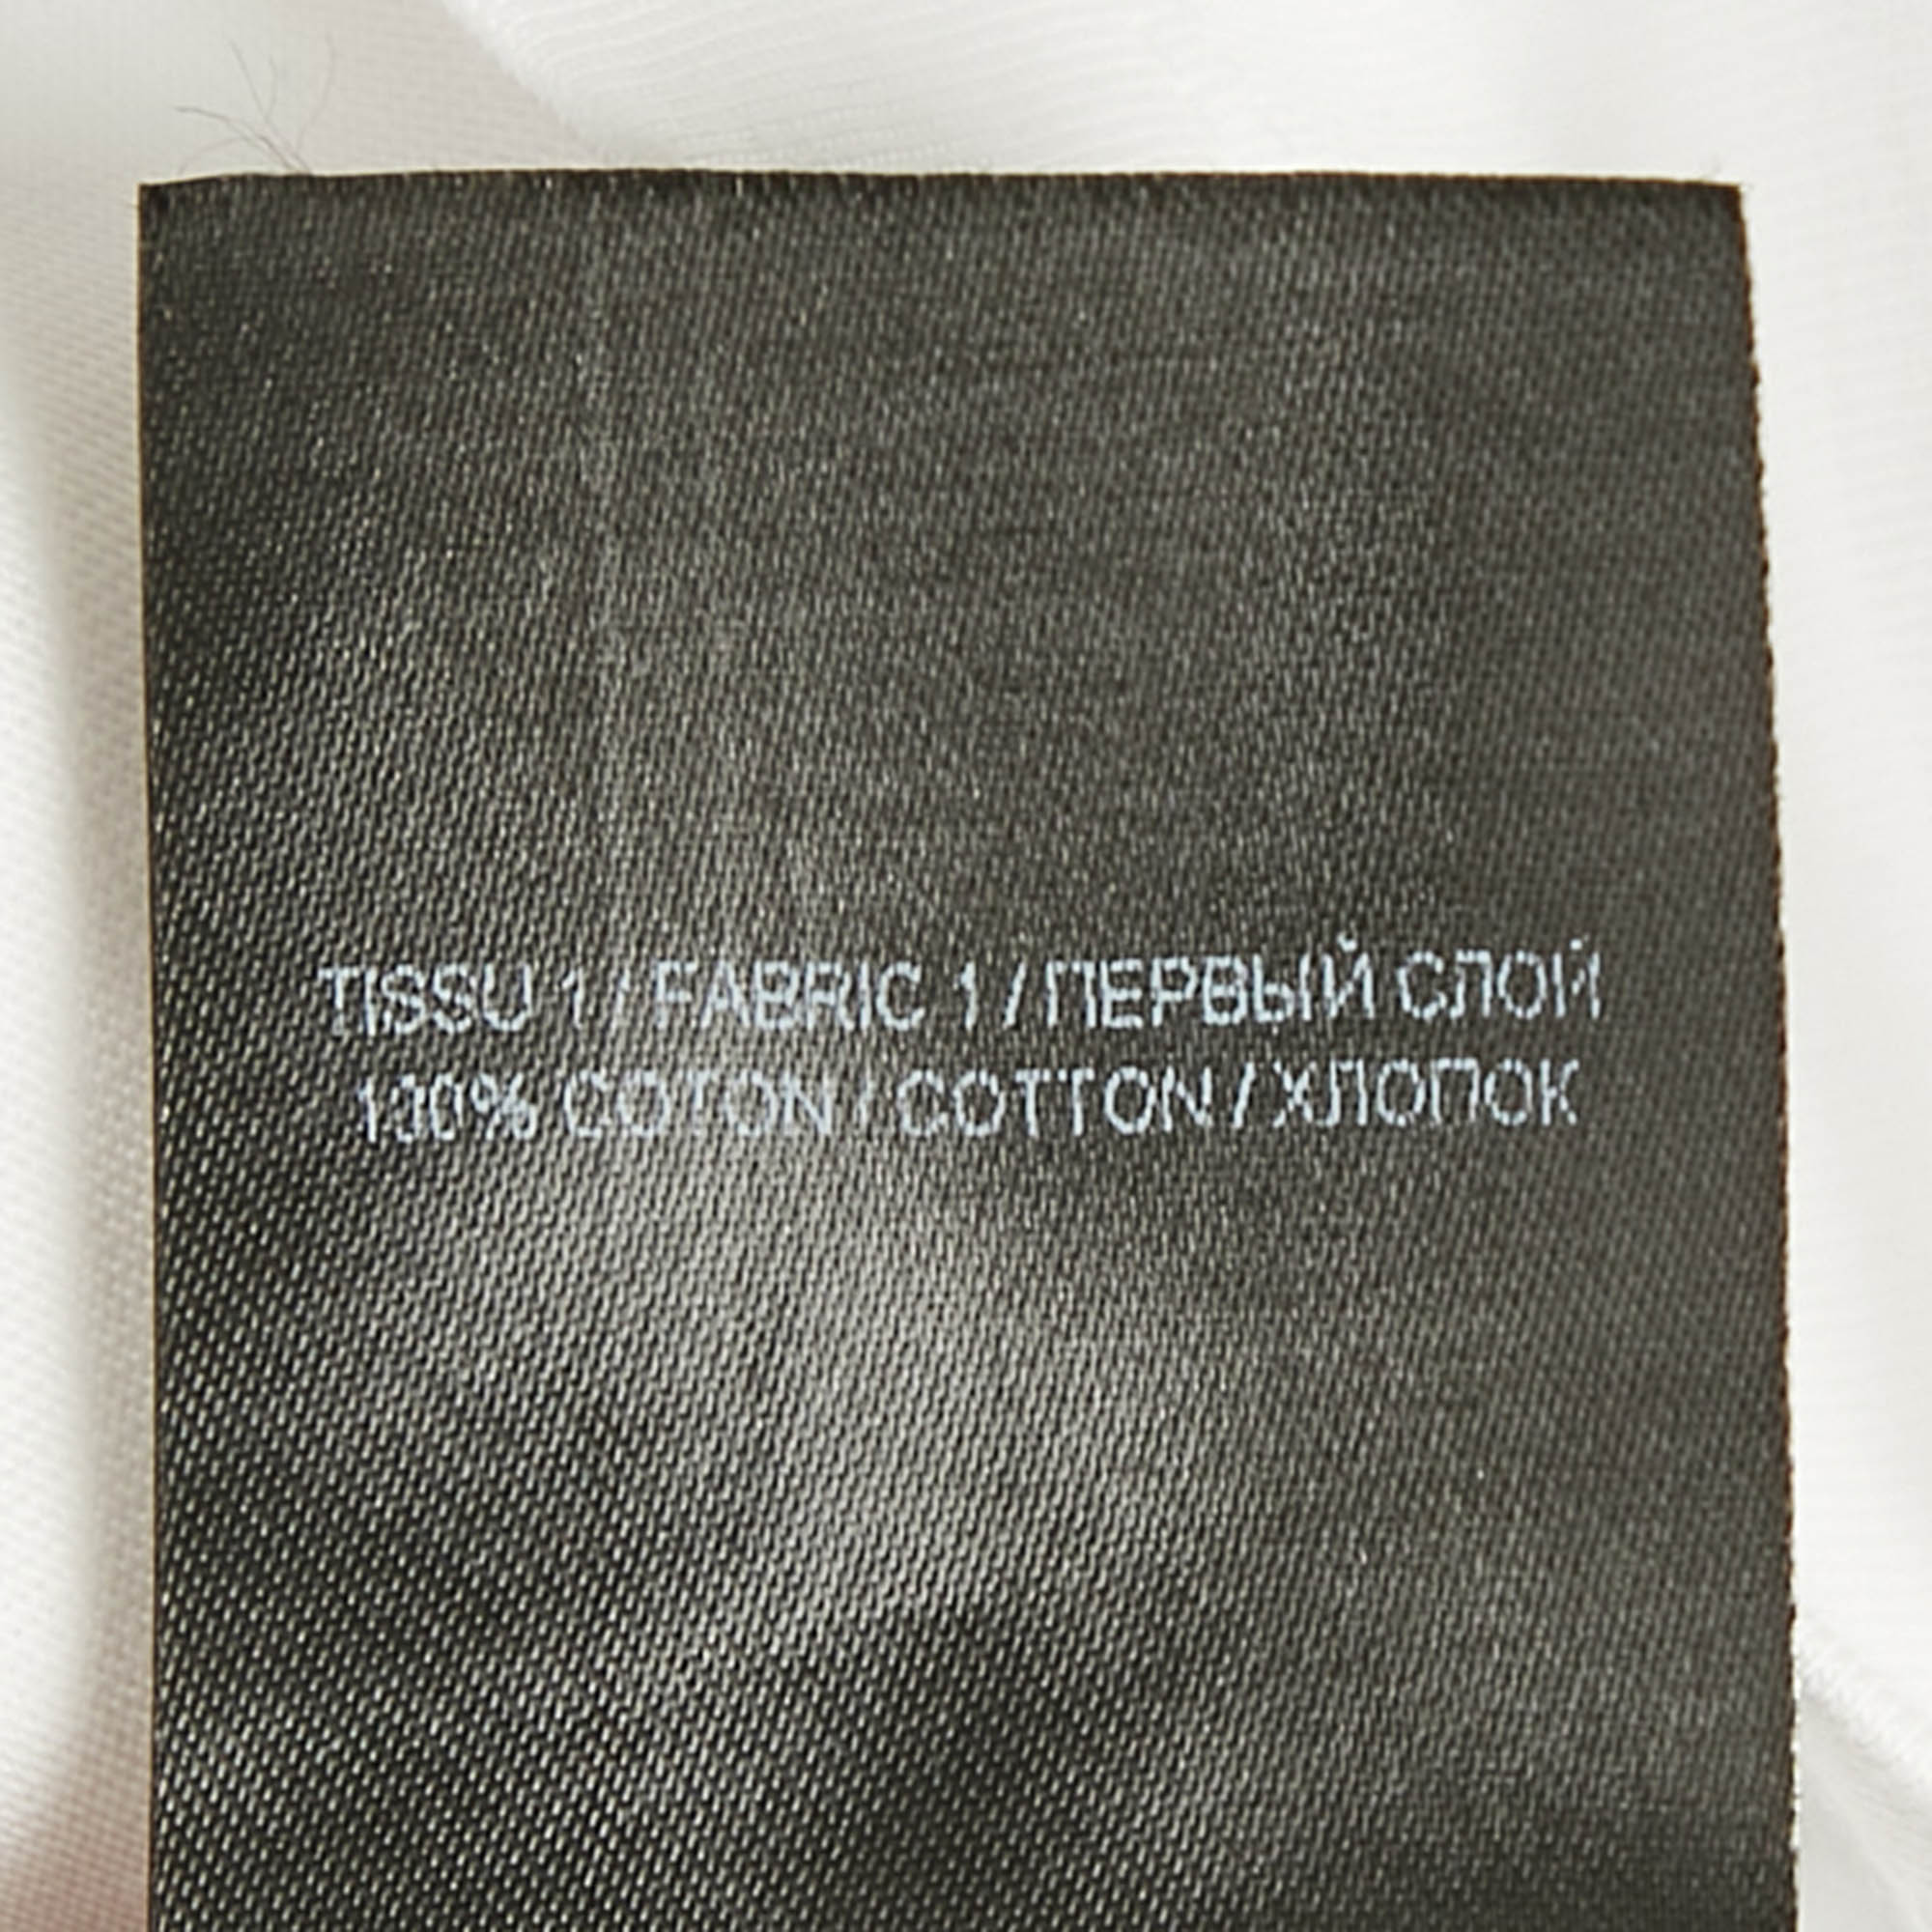 TISSU 1 / FABRIC 1 / ПЕРВЫЙ СЛОЙ
100% COTON / COTTON / ХЛОПОК